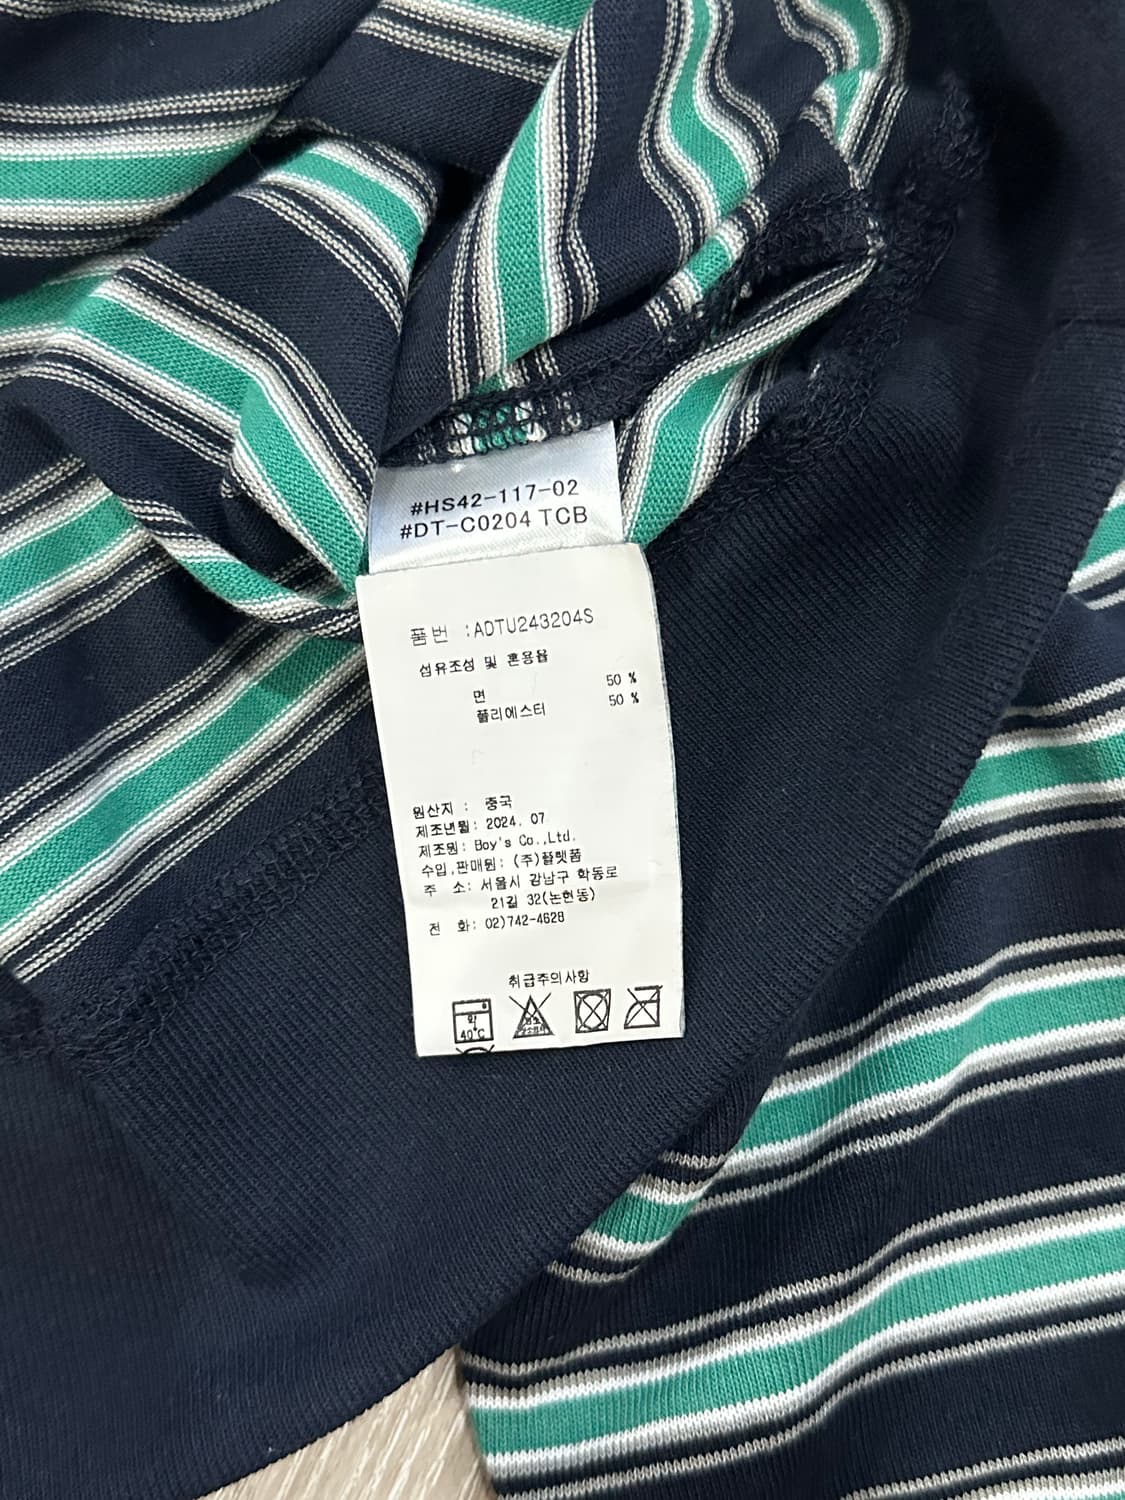 #HS42-117-02
#DT-C0204 TCB
품번 :ADTU243204S
섬유조성 및 혼용율
면 50 %
폴리에스터 50 %
원산지 : 중국
제조년월: 2024. 07
제조원: Boy's Co.,Ltd.
수입,판매원: (주)플랫폼
주 소: 서울시 강남구 학동로
21길 32(논현동)
전 화: 02)742-4628
취급주의사항
약
40℃